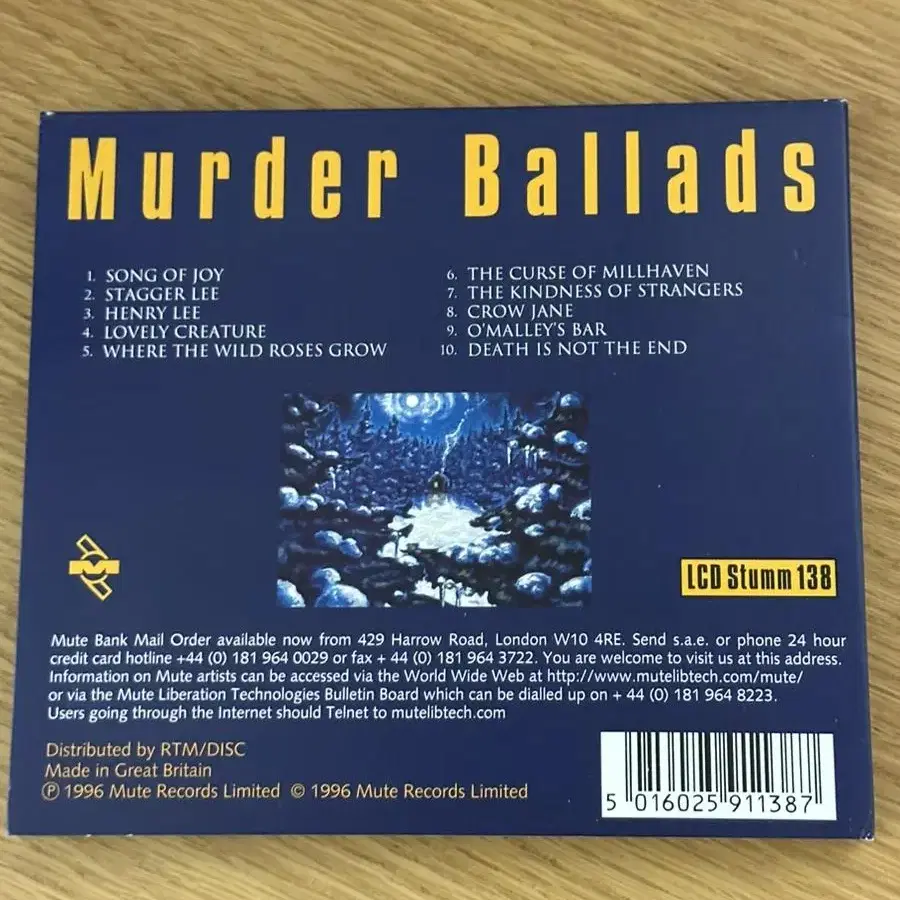 Murder Ballads
1. SONG OF JOY
2. STAGGER LEE
3. HENRY LEE
4. LOVELY CREATURE
5. WHERE THE WILD ROSES GROW
6. THE CURSE OF MILLHAVEN
7. THE KINDNESS OF STRANGERS
8. CROW JANE
9. O'MALLEY'S BAR
10. DEATH IS NOT THE END
M
LCD Stumm 138
Mute Bank Mail Order available now from 429 Harrow Road, London W10 4RE. Send s.a.e. or phone 24 hour
credit card hotline +44 (0) 181 964 0029 or fax + 44 (0) 181 964 3722. You are welcome to visit us at this address.
Information on Mute artists can be accessed via the World Wide Web at http://www.mutelibtech.com/mute/
or via the Mute Liberation Technologies Bulletin Board which can be dialled up on + 44 (0) 181 964 8223.
Users going through the Internet should Telnet to mutelibtech.com
Distributed by RTM/DISC
Made in Great Britain
℗ 1996 Mute Records Limited © 1996 Mute Records Limited
5 016025 911387